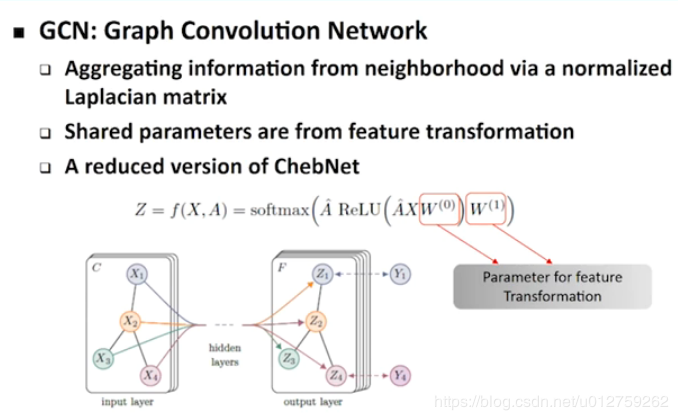 GCN: Graph Convolution Network
Aggregating information from neighborhood via a normalized
Laplacian matrix
Shared parameters are from feature transformation
A reduced version of ChebNet
Z = f(X, A) = softmax(Â ReLU(ÂXW⁽⁰⁾) W⁽¹⁾)
Parameter for feature
Transformation
C
X₁
X₂
X₃
X₄
input layer
hidden
layers
F
Z₁
Z₂
Z₃
Z₄
output layer
Y₁
Y₄
https://blog.csdn.net/u012759262